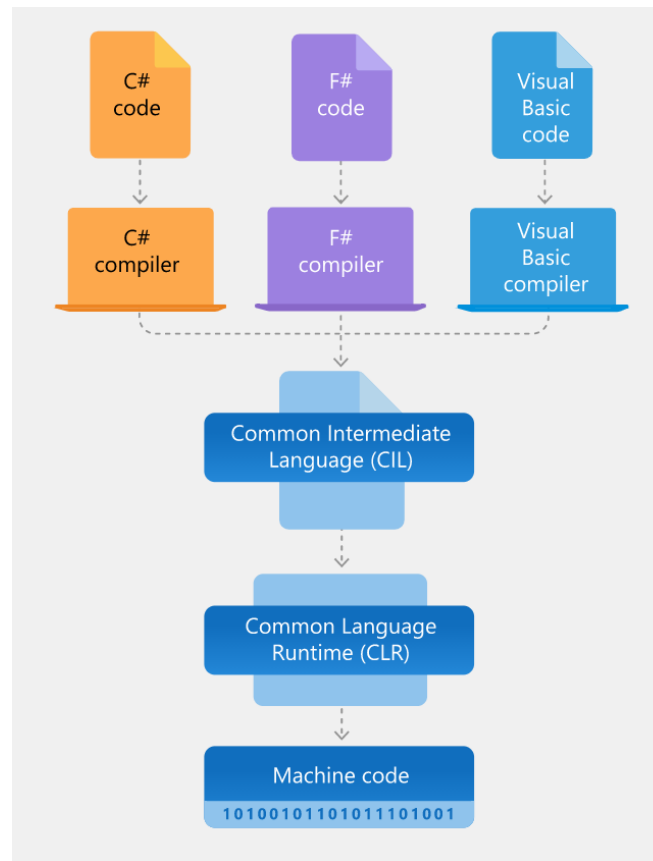 C#
code
F#
code
Visual
Basic
code
C#
compiler
F#
compiler
Visual
Basic
compiler
Common Intermediate
Language (CIL)
Common Language
Runtime (CLR)
Machine code
101001011010111101001